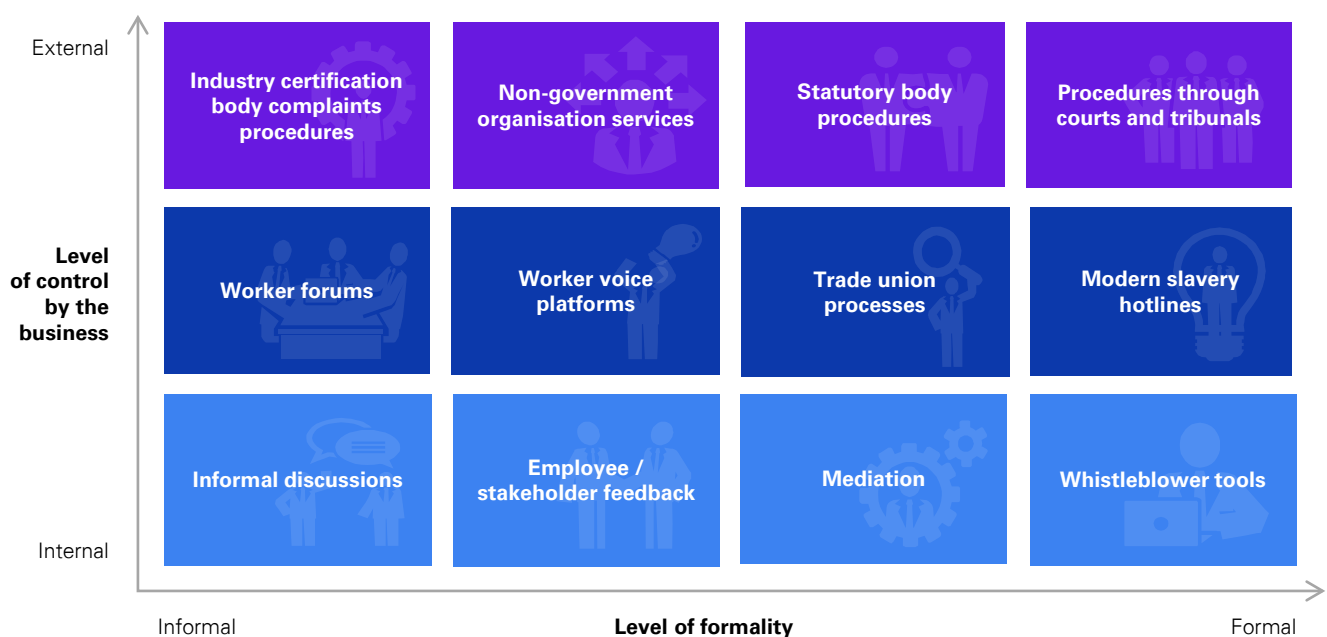 External
Industry certification
body complaints
procedures
Non-government
organisation services
Statutory body
procedures
Procedures through
courts and tribunals
Level
of control
by the
business
Worker forums
Worker voice
platforms
Trade union
processes
Modern slavery
hotlines
Informal discussions
Employee /
stakeholder feedback
Mediation
Whistleblower tools
Internal
Informal
Level of formality
Formal